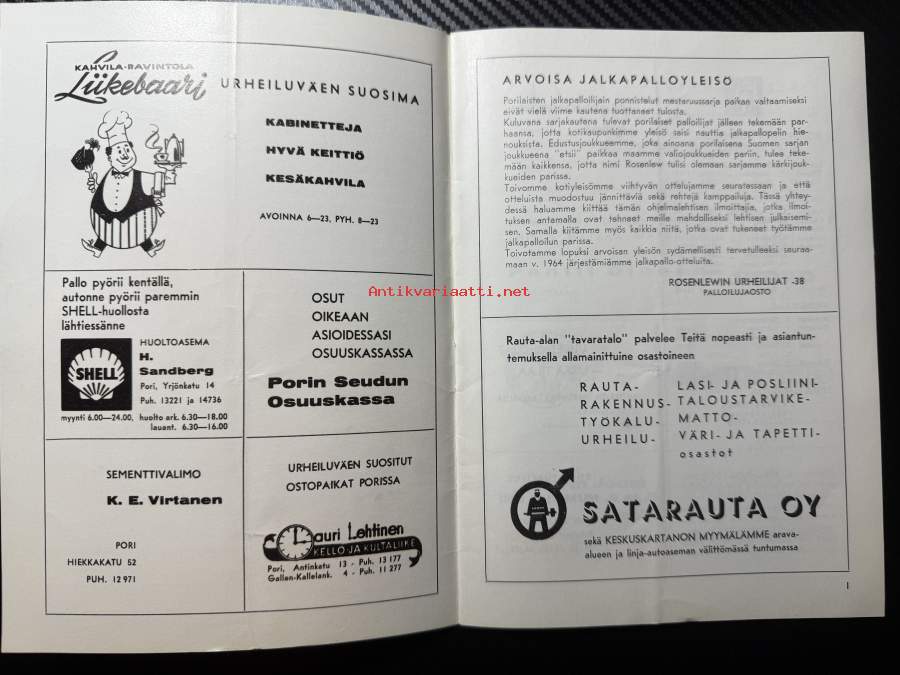 KAHVILA-RAVINTOLA
Liikebaari
URHEILUVÄEN SUOSIMA
KABINETTEJA
HYVÄ KEITTIÖ
KESÄKAHVILA
AVOINNA 6—23, PYH. 8—23
Pallo pyörii kentällä,
autonne pyörii paremmin
SHELL-huollosta
lähtiessänne
SHELL
HUOLTOASEMA
H.
Sandberg
Pori, Yrjönkatu 14
Puh. 13221 ja 14736
myynti 6.00—24.00, huolto ark. 6.30—18.00
lauant. 6.30—16.00
OSUT
OIKEAAN
ASIOIDESSASI
OSUUSKASSASSA
Porin Seudun
Osuuskassa
SEMENTTIVALIMO
K. E. Virtanen
PORI
HIEKKAKATU 52
PUH. 12 971
URHEILUVÄEN SUOSITUT
OSTOPAIKAT PORISSA
Lauri Lehtinen
KELLO JA KULTALIIKE
Pori, Antinkatu 13 - Puh. 13 177
Gallen-Kallelank. 4 - Puh. 11 277
ARVOISA JALKAPALLOYLEISÖ
Porilaisten jalkapalloilijain ponnistelut mestaruussarja paikan valtaamiseksi
eivät vielä viime kautena tuottaneet tulosta.
Kuluvana sarjakautena tulevat porilaiset palloilijat jälleen tekemään par-
haansa, jotta kotikaupunkimme yleisö saisi nauttia jalkapallopelin hie-
nouksista. Edustusjoukkueemme, joka ainoana porilaisena Suomen sarjan
joukkueena "etsii" paikkaa maamme valiojoukkueiden pariin, tulee teke-
mään kaikkensa, jotta nimi Rosenlew tulisi olemaan sarjamme kärkijouk-
kueiden parissa.
Toivomme kotiyleisömme viihtyvän ottelujamme seuratessaan ja että
otteluista muodostuu jännittäviä sekä rehtejä kamppailuja. Tässä yhtey-
dessä haluamme kiittää tämän ohjelmalehtisen ilmoittajia, jotka ilmoi-
tuksen antamalla ovat tehneet meille mahdolliseksi lehtisen julkaisemi-
sen. Samalla kiitämme myös kaikkia niitä, jotka ovat tukeneet työtämme
jalkapalloilun parissa.
Toivotamme lopuksi arvoisan yleisön sydämellisesti tervetulleeksi seuraa-
maan v. 1964 järjestämiämme jalkapallo-otteluita.
ROSENLEWIN URHEILIJAT -38
PALLOILUJAOSTO
Antikvariaatti.net
Rauta-alan "tavaratalo" palvelee Teitä nopeasti ja asiantun-
temuksella allamainittuine osastoineen
RAUTA- LASI- JA POSLIINI-
RAKENNUS- TALOUSTARVIKE-
TYÖKALU- MATTO-
URHEILU- VÄRI- JA TAPETTI-
osastot
SATARAUTA OY
sekä KESKUSKARTANON MYYMÄLÄMME arava-
alueen ja linja-autoaseman välittömässä tuntumassa
1